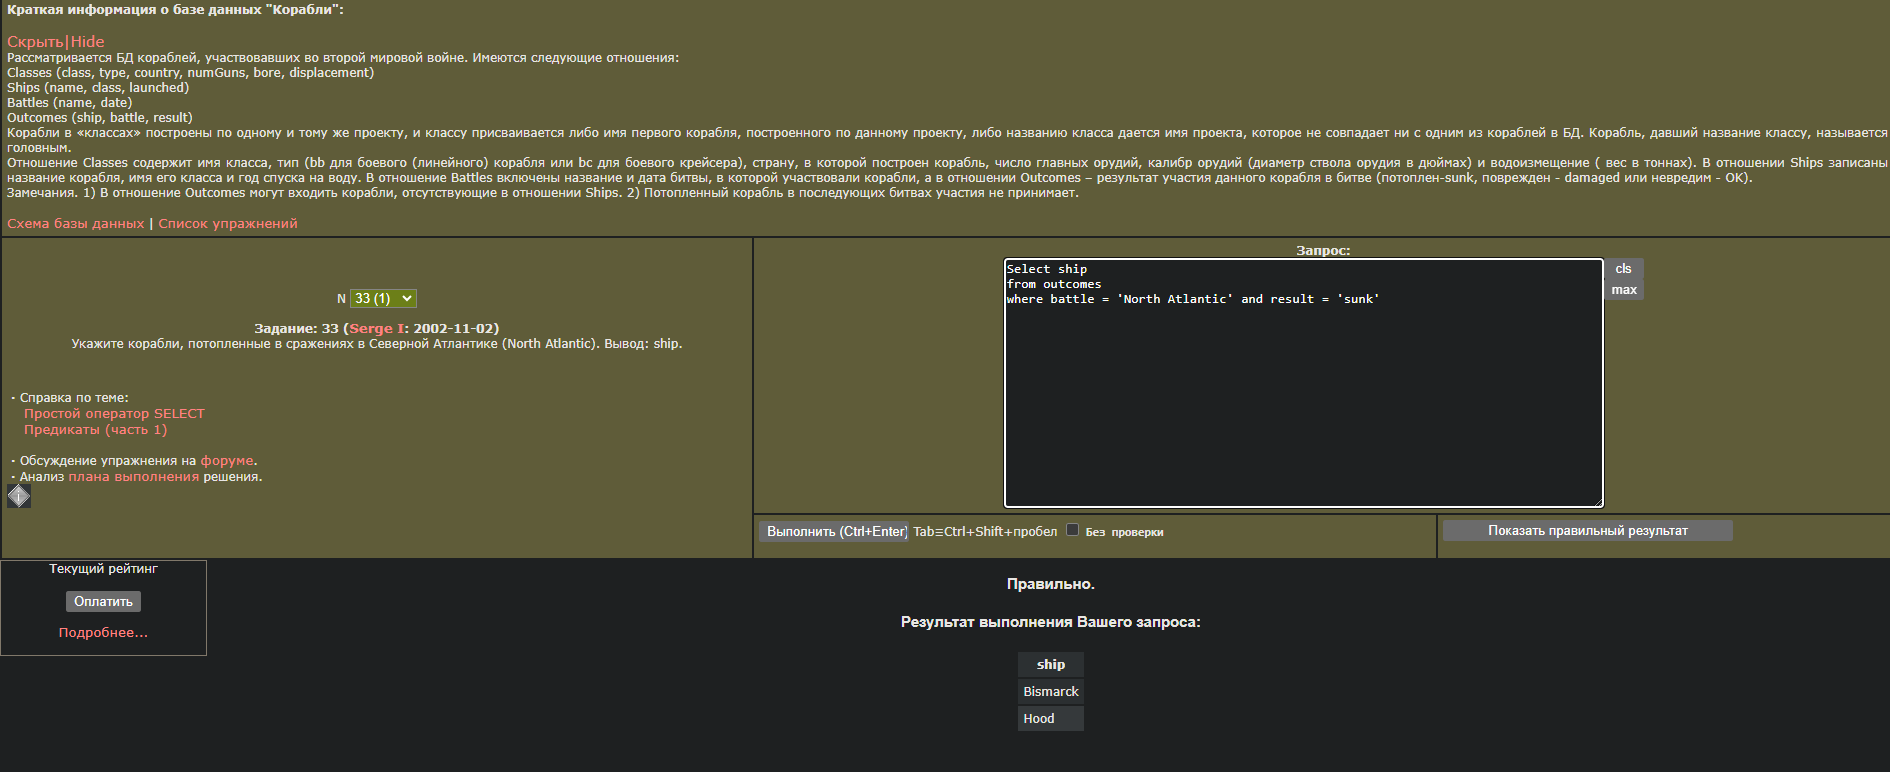 Краткая информация о базе данных "Корабли":
Скрыть|Hide
Рассматривается БД кораблей, участвовавших во второй мировой войне. Имеются следующие отношения:
Classes (class, type, country, numGuns, bore, displacement)
Ships (name, class, launched)
Battles (name, date)
Outcomes (ship, battle, result)
Корабли в «классах» построены по одному и тому же проекту, и классу присваивается либо имя первого корабля, построенного по данному проекту, либо названию класса дается имя проекта, которое не совпадает ни с одним из кораблей в БД. Корабль, давший название классу, называется
головным.
Отношение Classes содержит имя класса, тип (bb для боевого (линейного) корабля или bc для боевого крейсера), страну, в которой построен корабль, число главных орудий, калибр орудий (диаметр ствола орудия в дюймах) и водоизмещение ( вес в тоннах). В отношении Ships записаны
название корабля, имя его класса и год спуска на воду. В отношение Battles включены название и дата битвы, в которой участвовали корабли, а в отношении Outcomes – результат участия данного корабля в битве (потоплен-sunk, поврежден - damaged или невредим - OK).
Замечания. 1) В отношение Outcomes могут входить корабли, отсутствующие в отношении Ships. 2) Потопленный корабль в последующих битвах участия не принимает.
Схема базы данных | Список упражнений
N 33 (1)
Задание: 33 (Serge I: 2002-11-02)
Укажите корабли, потопленные в сражениях в Северной Атлантике (North Atlantic). Вывод: ship.
· Справка по теме:
Простой оператор SELECT
Предикаты (часть 1)
· Обсуждение упражнения на форуме.
· Анализ плана выполнения решения.
i
Запрос:
Select ship
from outcomes
where battle = 'North Atlantic' and result = 'sunk'
cls
max
Выполнить (Ctrl+Enter) Tab=Ctrl+Shift+пробел Без проверки
Показать правильный результат
Текущий рейтинг
Оплатить
Подробнее...
Правильно.
Результат выполнения Вашего запроса:
ship
Bismarck
Hood